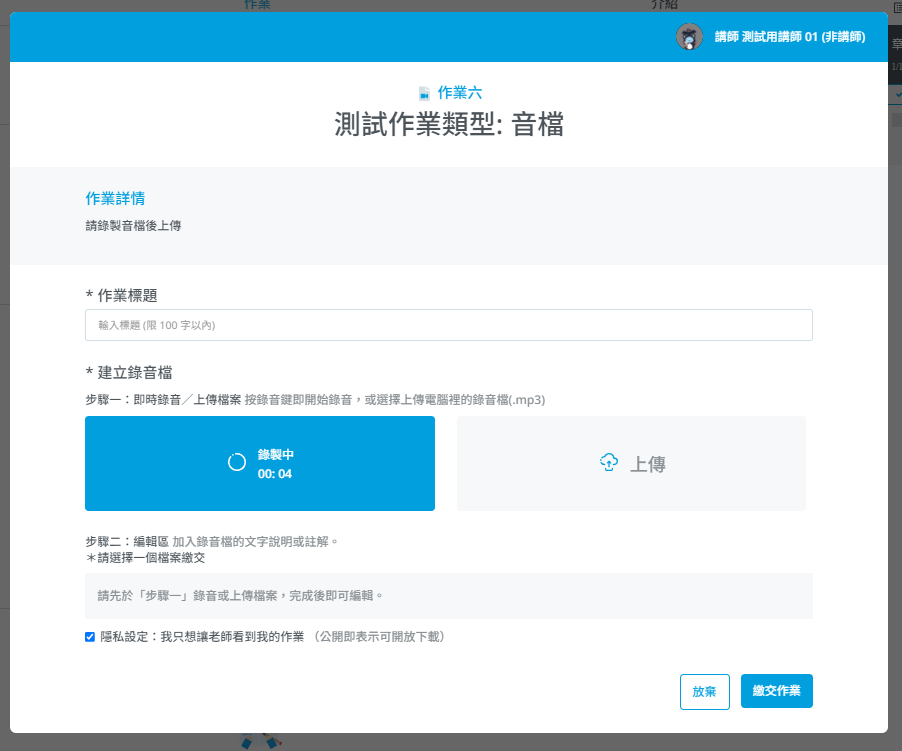 作業
介紹
講師 測試用講師 01 (非講師)
章
作業六
測試作業類型: 音檔
作業詳情
請錄製音檔後上傳
* 作業標題
輸入標題 (限 100 字以內)
* 建立錄音檔
步驟一：即時錄音／上傳檔案 按錄音鍵即開始錄音，或選擇上傳電腦裡的錄音檔(.mp3)
錄製中
00: 04
上傳
步驟二：編輯區 加入錄音檔的文字說明或註解。
＊請選擇一個檔案繳交
請先於「步驟一」錄音或上傳檔案，完成後即可編輯。
隱私設定：我只想讓老師看到我的作業 （公開即表示可開放下載）
放棄
繳交作業